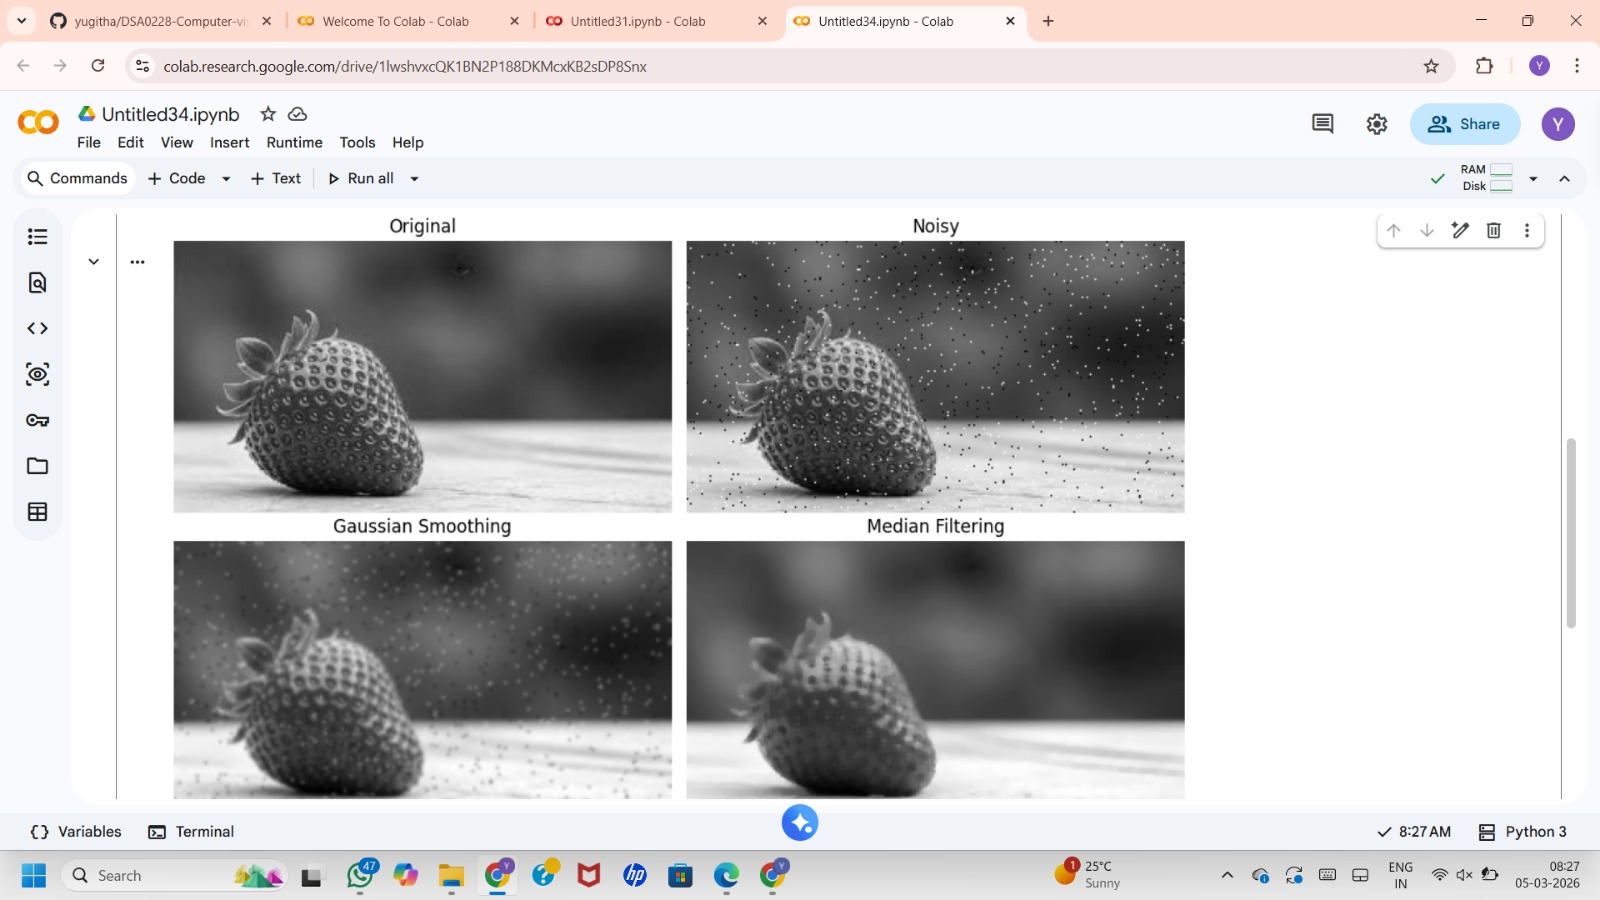 yugitha/DSA0228-Computer-vis
Welcome To Colab - Colab
Untitled31.ipynb - Colab
Untitled34.ipynb - Colab
colab.research.google.com/drive/1lwshvxcQK1BN2P188DKMcxKB2sDP8Snx
Y
Untitled34.ipynb
File Edit View Insert Runtime Tools Help
Share
Y
Commands
+ Code
+ Text
Run all
RAM
Disk
Original
Noisy
Gaussian Smoothing
Median Filtering
Variables
Terminal
8:27 AM
Python 3
Search
47
Y
hp
Y
1
25°C
Sunny
ENG
IN
08:27
05-03-2026